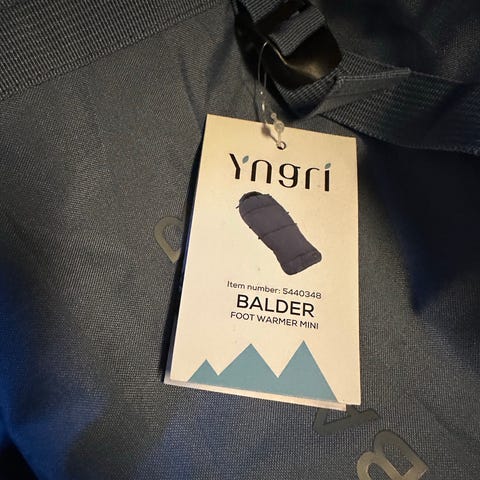 Yngri
Item number: 5440348
BALDER
FOOT WARMER MINI